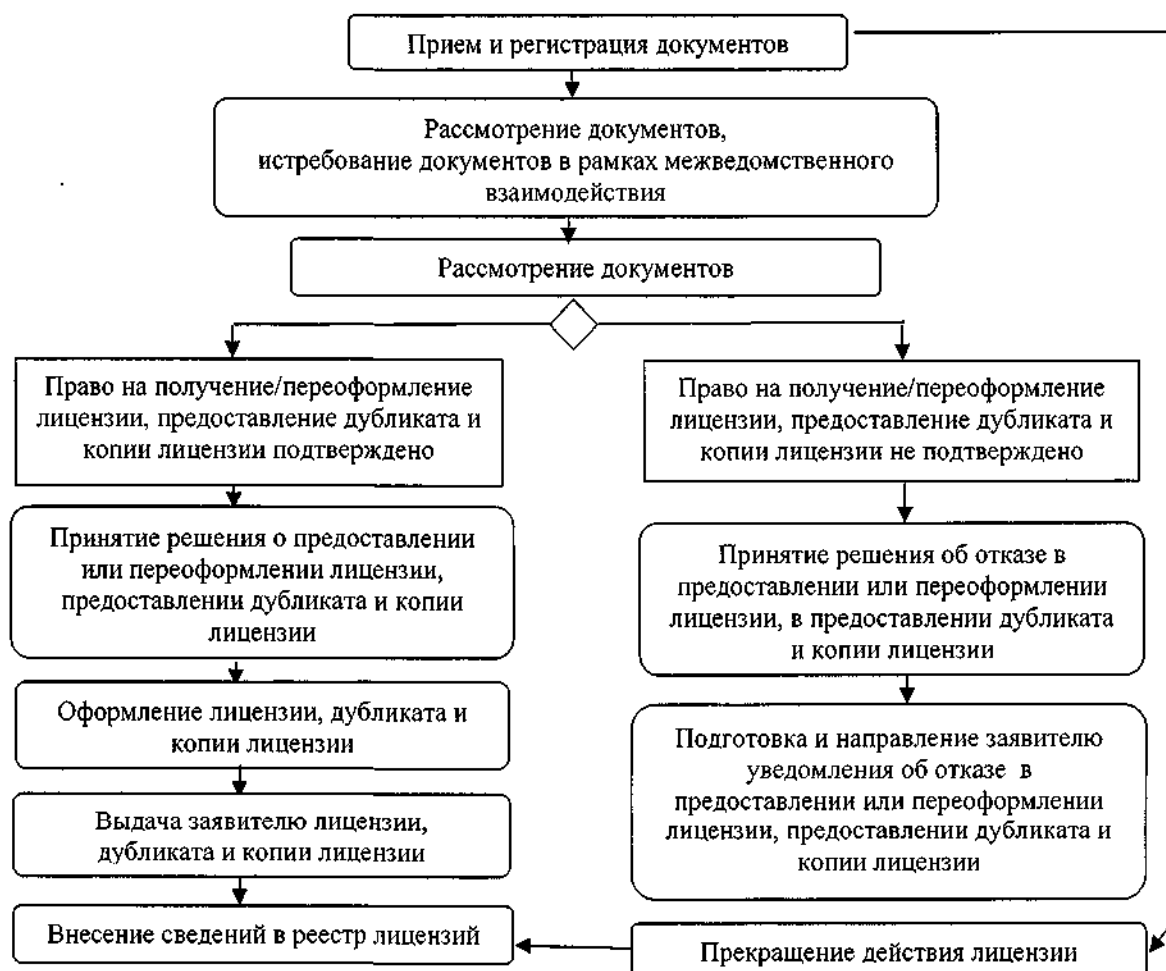 Прием и регистрация документов
Рассмотрение документов,
истребование документов в рамках межведомственного
взаимодействия
Рассмотрение документов
Право на получение/переоформление
лицензии, предоставление дубликата и
копии лицензии подтверждено
Принятие решения о предоставлении
или переоформлении лицензии,
предоставлении дубликата и копии
лицензии
Оформление лицензии, дубликата и
копии лицензии
Выдача заявителю лицензии,
дубликата и копии лицензии
Внесение сведений в реестр лицензий
Право на получение/переоформление
лицензии, предоставление дубликата и
копии лицензии не подтверждено
Принятие решения об отказе в
предоставлении или переоформлении
лицензии, в предоставлении дубликата
и копии лицензии
Подготовка и направление заявителю
уведомления об отказе в
предоставлении или переоформлении
лицензии, предоставлении дубликата и
копии лицензии
Прекращение действия лицензии